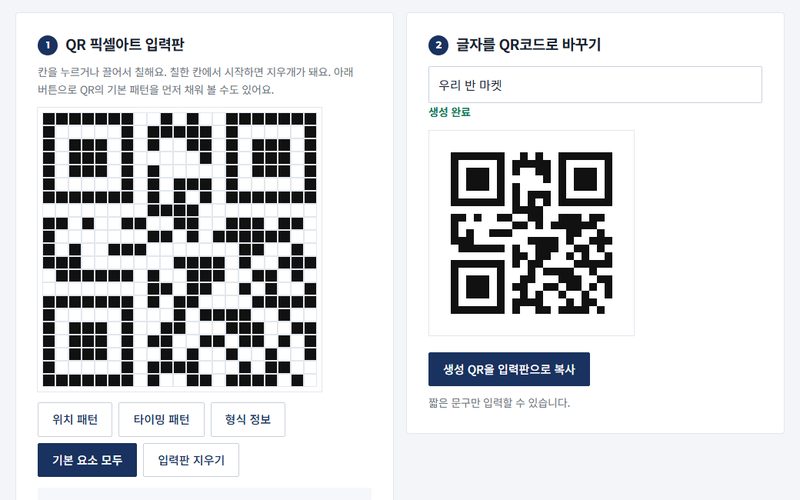 1 QR 픽셀아트 입력판
칸을 누르거나 끌어서 칠해요. 칠한 칸에서 시작하면 지우개가 돼요. 아래
버튼으로 QR의 기본 패턴을 먼저 채워 볼 수도 있어요.
위치 패턴 타이밍 패턴 형식 정보
기본 요소 모두 입력판 지우기
2 글자를 QR코드로 바꾸기
우리 반 마켓
생성 완료
생성 QR을 입력판으로 복사
짧은 문구만 입력할 수 있습니다.